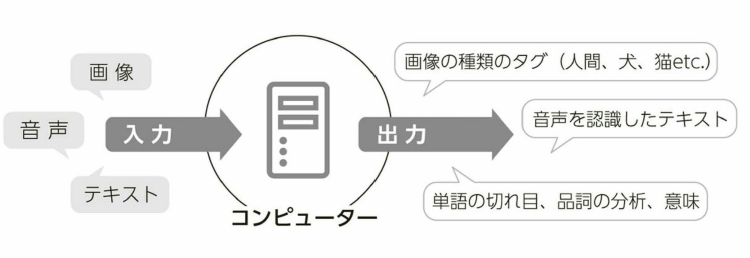 画像
音声
テキスト
入力
コンピューター
出力
画像の種類のタグ（人間、犬、猫etc.）
音声を認識したテキスト
単語の切れ目、品詞の分析、意味